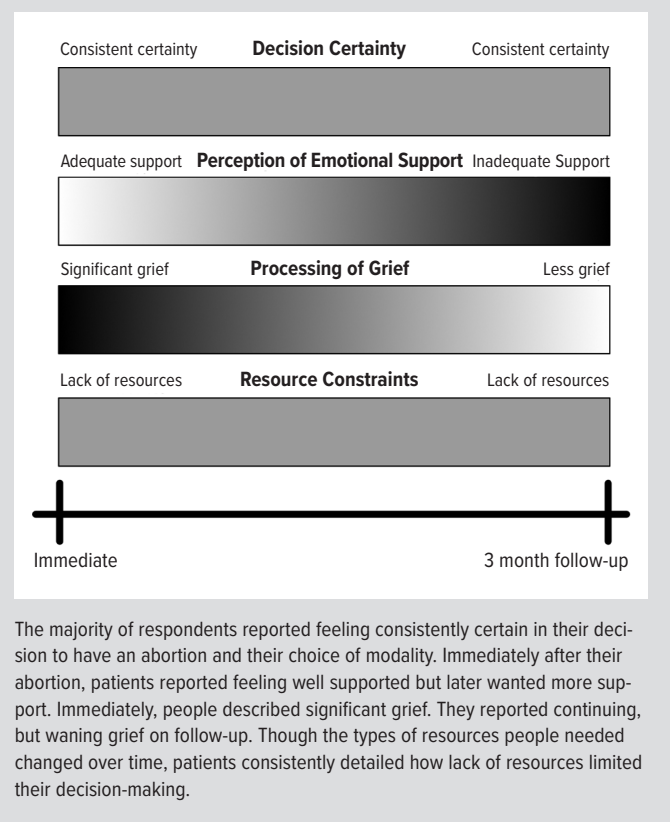 Consistent certainty Decision Certainty Consistent certainty
Adequate support Perception of Emotional Support Inadequate Support
Significant grief Processing of Grief Less grief
Lack of resources Resource Constraints Lack of resources
Immediate 3 month follow-up
The majority of respondents reported feeling consistently certain in their deci-
sion to have an abortion and their choice of modality. Immediately after their
abortion, patients reported feeling well supported but later wanted more sup-
port. Immediately, people described significant grief. They reported continuing,
but waning grief on follow-up. Though the types of resources people needed
changed over time, patients consistently detailed how lack of resources limited
their decision-making.